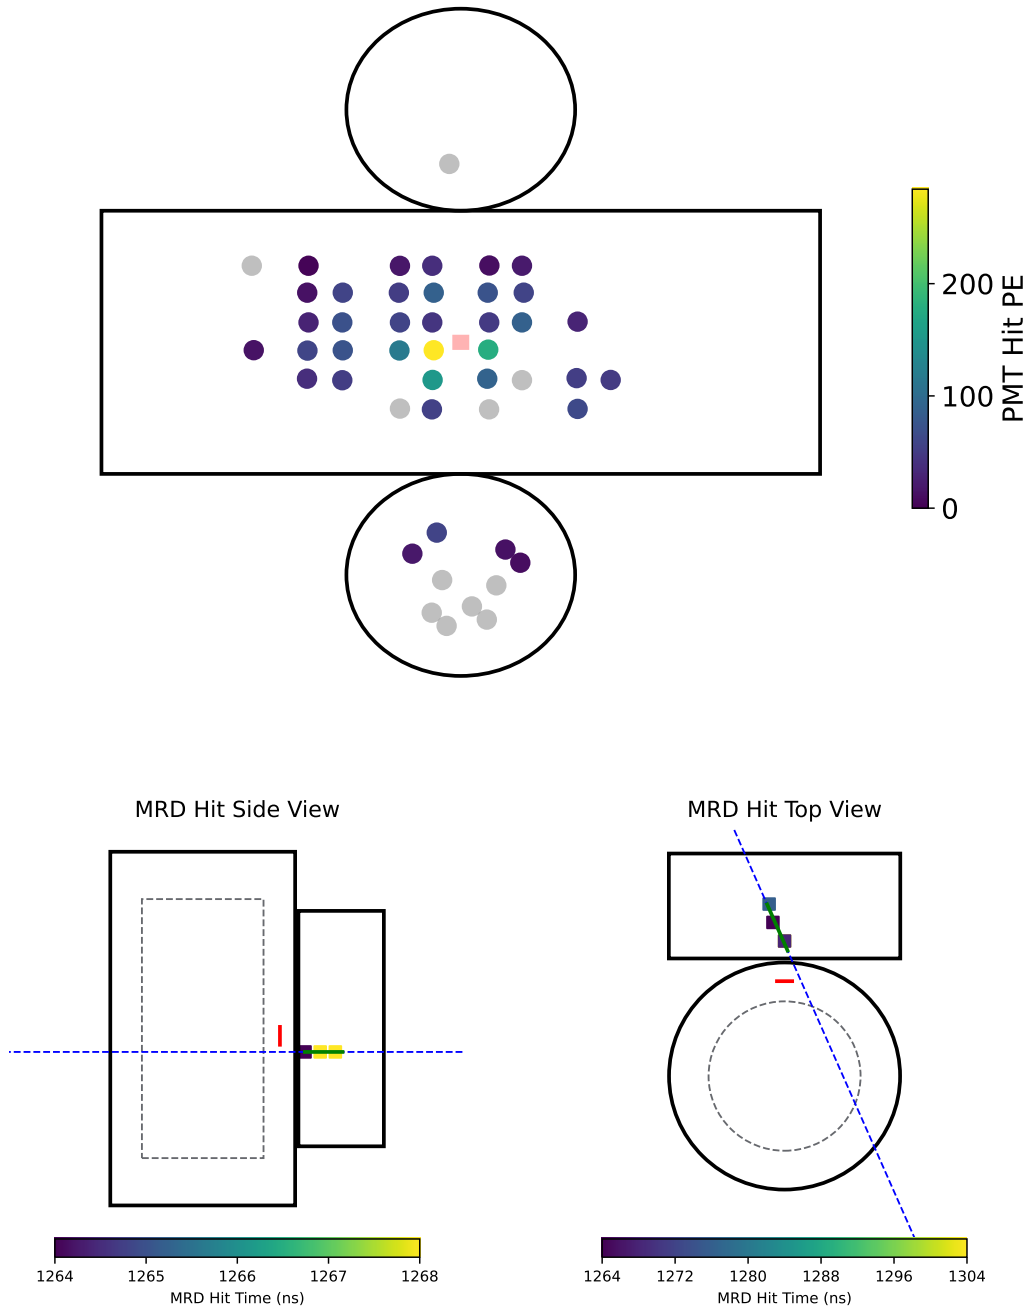 200
100
0
PMT Hit PE
MRD Hit Side View
MRD Hit Top View
1264 1265 1266 1267 1268
MRD Hit Time (ns)
1264 1272 1280 1288 1296 1304
MRD Hit Time (ns)